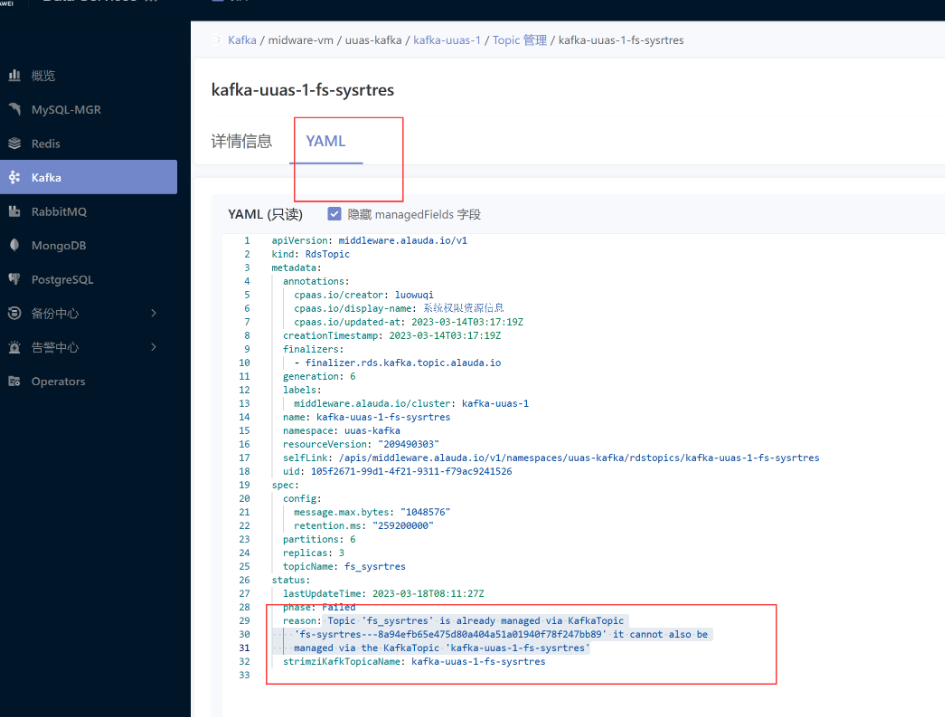 Kafka / midware-vm / uuas-kafka / kafka-uuas-1 / Topic 管理 / kafka-uuas-1-fs-sysrtres
kafka-uuas-1-fs-sysrtres
详情信息 YAML
概览
MySQL-MGR
Redis
Kafka
RabbitMQ
MongoDB
PostgreSQL
备份中心
告警中心
Operators
YAML (只读) 隐藏 managedFields 字段
1 apiVersion: middleware.alauda.io/v1
2 kind: RdsTopic
3 metadata:
4 annotations:
5 cpaas.io/creator: luowuqi
6 cpaas.io/display-name: 系统权限资源信息
7 cpaas.io/updated-at: 2023-03-14T03:17:19Z
8 creationTimestamp: 2023-03-14T03:17:19Z
9 finalizers:
10 - finalizer.rds.kafka.topic.alauda.io
11 generation: 6
12 labels:
13 middleware.alauda.io/cluster: kafka-uuas-1
14 name: kafka-uuas-1-fs-sysrtres
15 namespace: uuas-kafka
16 resourceVersion: "209490303"
17 selfLink: /apis/middleware.alauda.io/v1/namespaces/uuas-kafka/rdstopics/kafka-uuas-1-fs-sysrtres
18 uid: 105f2671-99d1-4f21-9311-f79ac9241526
19 spec:
20 config:
21 message.max.bytes: "1048576"
22 retention.ms: "259200000"
23 partitions: 6
24 replicas: 3
25 topicName: fs_sysrtres
26 status:
27 lastUpdateTime: 2023-03-18T08:11:27Z
28 phase: Failed
29 reason: Topic 'fs_sysrtres' is already managed via KafkaTopic
30 'fs-sysrtres---8a94efb65e475d80a404a51a01940f78f247bb89' it cannot also be
31 managed via the KafkaTopic 'kafka-uuas-1-fs-sysrtres'
32 strimziKafkTopicaName: kafka-uuas-1-fs-sysrtres
33